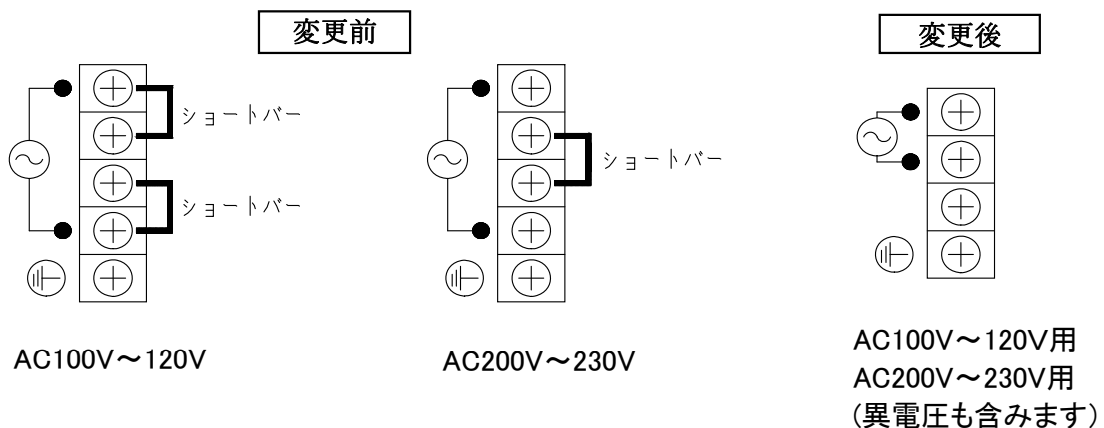 変更前
変更後
ショートバー
ショートバー
ショートバー
AC100V～120V
AC200V～230V
AC100V～120V用
AC200V～230V用
(異電圧も含みます)